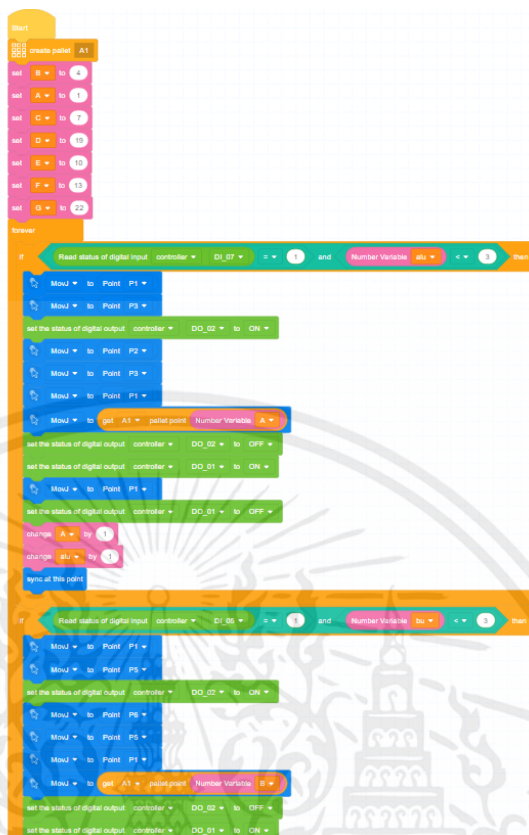 Start
create pallet A1
set B to 4
set A to 1
set C to 7
set D to 19
set E to 10
set F to 13
set G to 22
forever
if Read status of digital input controller DI_07 = 1 and Number Variable alu < 3 then
MovJ to Point P1
MovJ to Point P3
set the status of digital output controller DO_02 to ON
MovJ to Point P2
MovJ to Point P3
MovJ to Point P1
MovJ to get A1 pallet point Number Variable A
set the status of digital output controller DO_02 to OFF
set the status of digital output controller DO_01 to ON
MovJ to Point P1
set the status of digital output controller DO_01 to OFF
change A by 1
change alu by 1
sync at this point
if Read status of digital input controller DI_05 = 1 and Number Variable bu < 3 then
MovJ to Point P1
MovJ to Point P5
set the status of digital output controller DO_02 to ON
MovJ to Point P6
MovJ to Point P5
MovJ to Point P1
MovJ to get A1 pallet point Number Variable B
set the status of digital output controller DO_02 to OFF
set the status of digital output controller DO_01 to ON